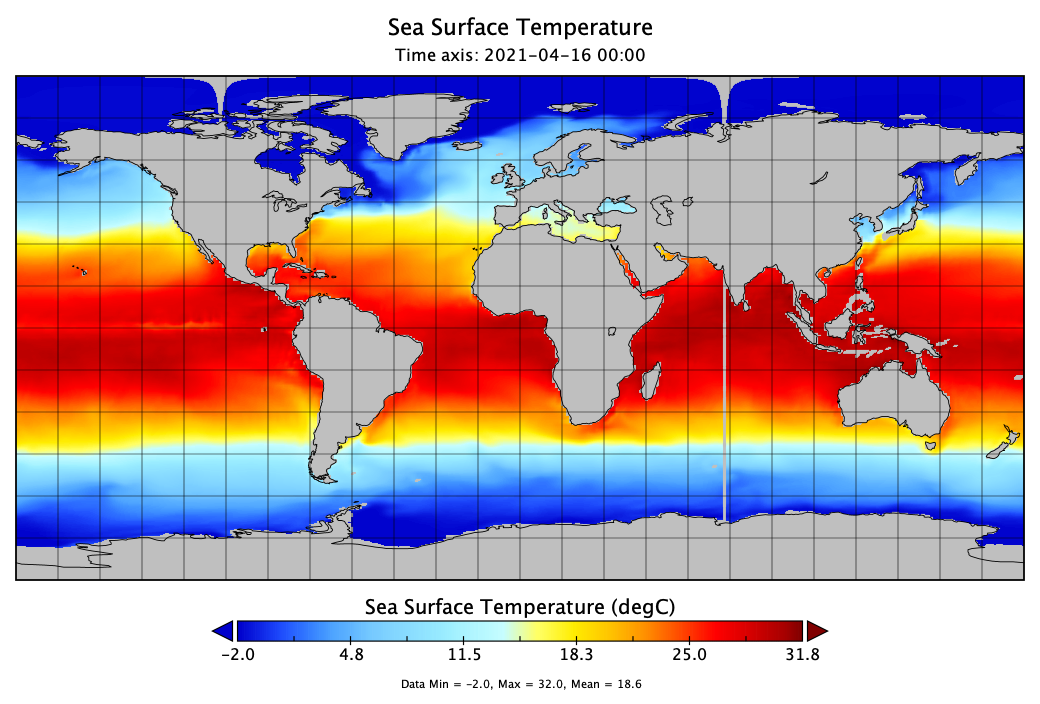 Sea Surface Temperature
Time axis: 2021-04-16 00:00
Sea Surface Temperature (degC)
−2.0 4.8 11.5 18.3 25.0 31.8
Data Min = −2.0, Max = 32.0, Mean = 18.6